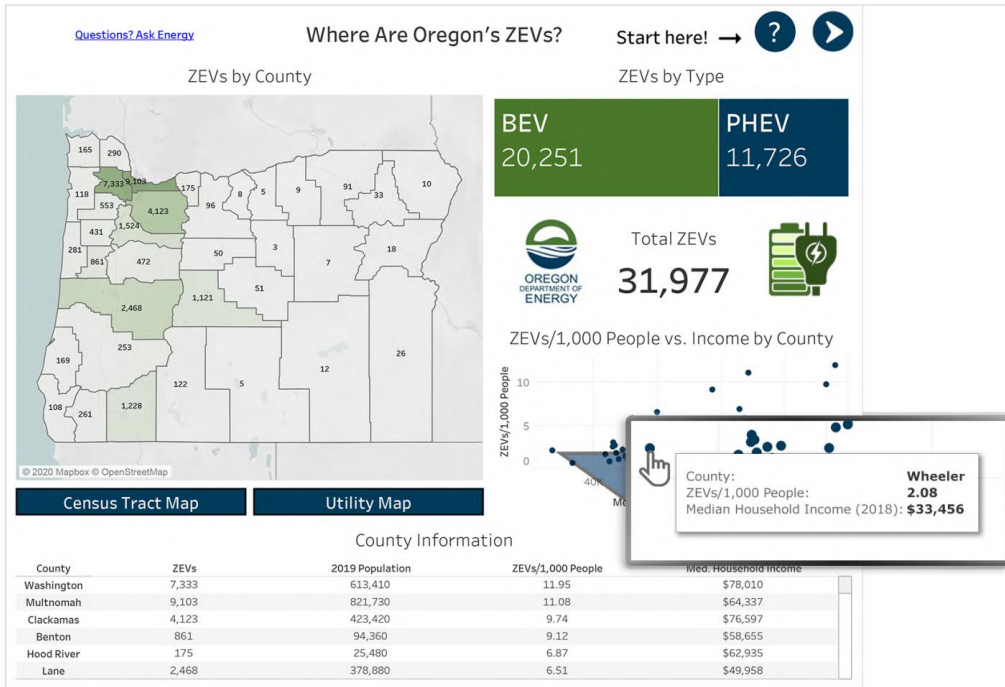 Questions? Ask Energy
Where Are Oregon's ZEVs?
Start here! → ?
ZEVs by County
165
290
7,333
9,103
175
118
553
4,123
96
8
5
9
91
33
10
431
1,524
281
861
472
50
3
7
18
51
2,468
1,121
253
169
122
5
12
26
108
261
1,228
© 2020 Mapbox © OpenStreetMap
Census Tract Map
Utility Map
ZEVs by Type
BEV
20,251
PHEV
11,726
OREGON
DEPARTMENT OF
ENERGY
Total ZEVs
31,977
ZEVs/1,000 People vs. Income by County
ZEVs/1,000 People
10
5
0
40K
County: Wheeler
ZEVs/1,000 People: 2.08
Median Household Income (2018): $33,456
County Information
County ZEVs 2019 Population ZEVs/1,000 People Med. Household Income
Washington 7,333 613,410 11.95 $78,010
Multnomah 9,103 821,730 11.08 $64,337
Clackamas 4,123 423,420 9.74 $76,597
Benton 861 94,360 9.12 $58,655
Hood River 175 25,480 6.87 $62,935
Lane 2,468 378,880 6.51 $49,958